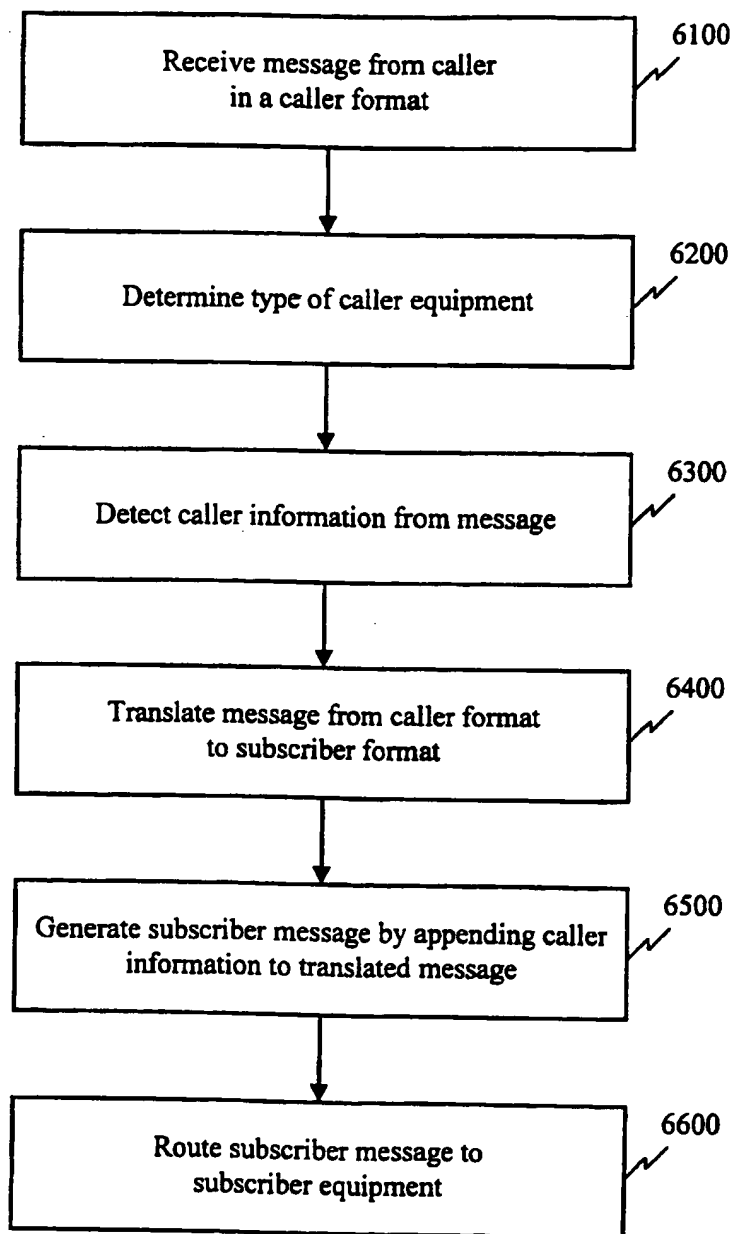 6100
Receive message from caller
in a caller format
6200
Determine type of caller equipment
6300
Detect caller information from message
6400
Translate message from caller format
to subscriber format
6500
Generate subscriber message by appending caller
information to translated message
6600
Route subscriber message to
subscriber equipment